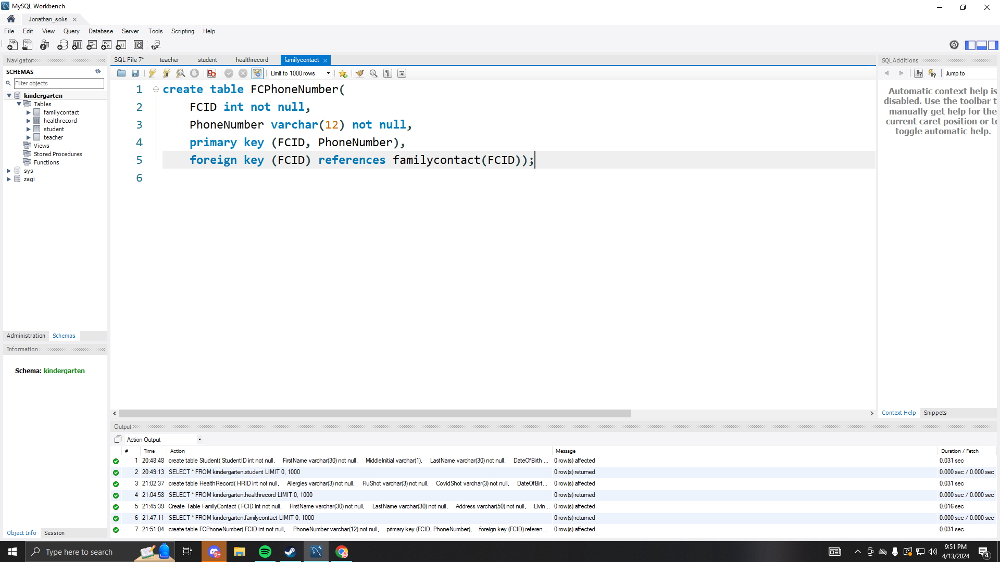 MySQL Workbench
Jonathan_solis
File Edit View Query Database Server Tools Scripting Help
Navigator
SCHEMAS
Filter objects
kindergarten
Tables
familycontact
healthrecord
student
teacher
Views
Stored Procedures
Functions
sys
zagi
Administration Schemas
Information
Schema: kindergarten
Object Info Session
SQL File 7* teacher student healthrecord familycontact
Limit to 1000 rows
1 create table FCPhoneNumber(
2 FCID int not null,
3 PhoneNumber varchar(12) not null,
4 primary key (FCID, PhoneNumber),
5 foreign key (FCID) references familycontact(FCID));
6
SQLAdditions
Jump to
Automatic context help is
disabled. Use the toolbar t
manually get help for the
current caret position or to
toggle automatic help.
Context Help Snippets
Output
Action Output
# Time Action Message Duration / Fetch
1 20:48:48 create table Student( StudentID int not null, FirstName varchar(30) not null, MiddleInitial varchar(1), LastName varchar(30) not null, DateOfBirth ... 0 row(s) affected 0.031 sec
2 20:49:13 SELECT * FROM kindergarten.student LIMIT 0, 1000 0 row(s) returned 0.000 sec / 0.000 sec
3 21:02:37 create table HealthRecord( HRID int not null, Allergies varchar(3) not null, FluShot varchar(3) not null, CovidShot varchar(3) not null, DateOfBirt... 0 row(s) affected 0.031 sec
4 21:04:58 SELECT * FROM kindergarten.healthrecord LIMIT 0, 1000 0 row(s) returned 0.000 sec / 0.000 sec
5 21:45:39 Create Table FamilyContact ( FCID int not null, FirstName varchar(30) not null, LastName varchar(30) not null, Address varchar(50) not null, Livin... 0 row(s) affected 0.016 sec
6 21:47:11 SELECT * FROM kindergarten.familycontact LIMIT 0, 1000 0 row(s) returned 0.000 sec / 0.000 sec
7 21:51:04 create table FCPhoneNumber( FCID int not null, PhoneNumber varchar(12) not null, primary key (FCID, PhoneNumber), foreign key (FCID) referen... 0 row(s) affected 0.031 sec
Type here to search
9+
9:51 PM
4/13/2024
4